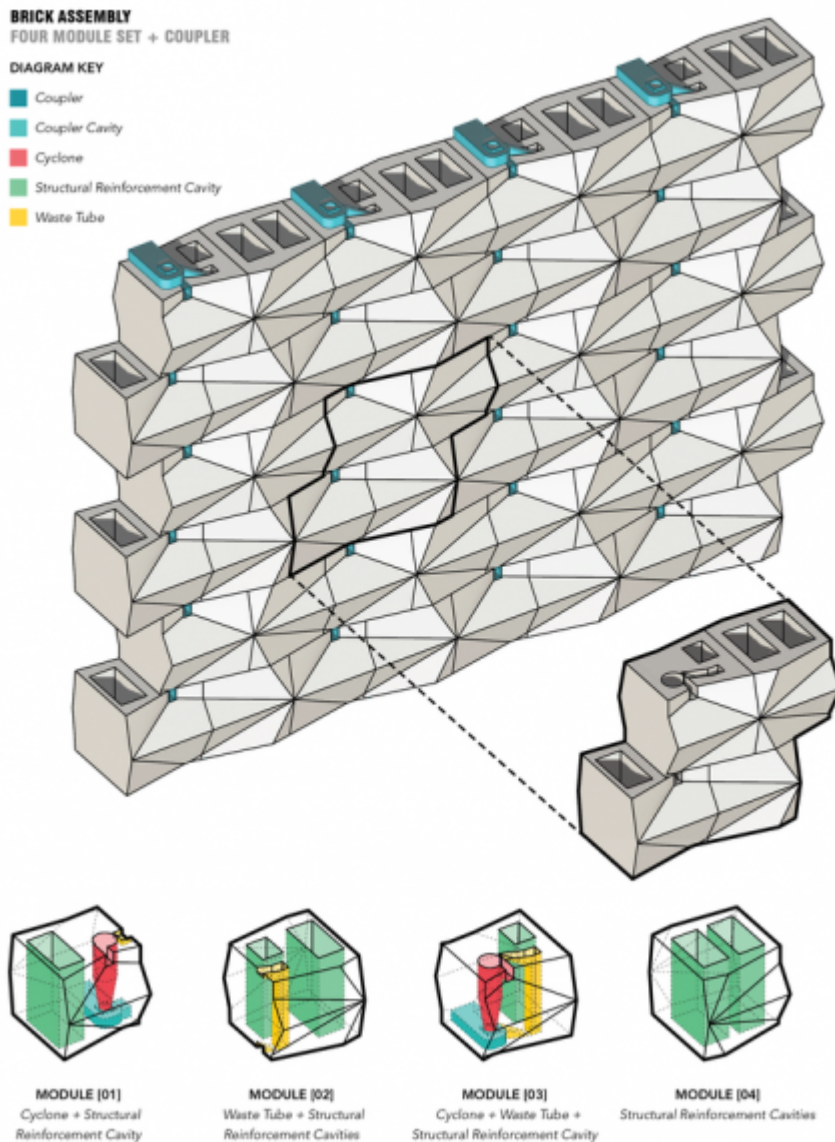 BRICK ASSEMBLY
FOUR MODULE SET + COUPLER
DIAGRAM KEY
Coupler
Coupler Cavity
Cyclone
Structural Reinforcement Cavity
Waste Tube
MODULE [01]
Cyclone + Structural
Reinforcement Cavity
MODULE [02]
Waste Tube + Structural
Reinforcement Cavities
MODULE [03]
Cyclone + Waste Tube +
Structural Reinforcement Cavity
MODULE [04]
Structural Reinforcement Cavities